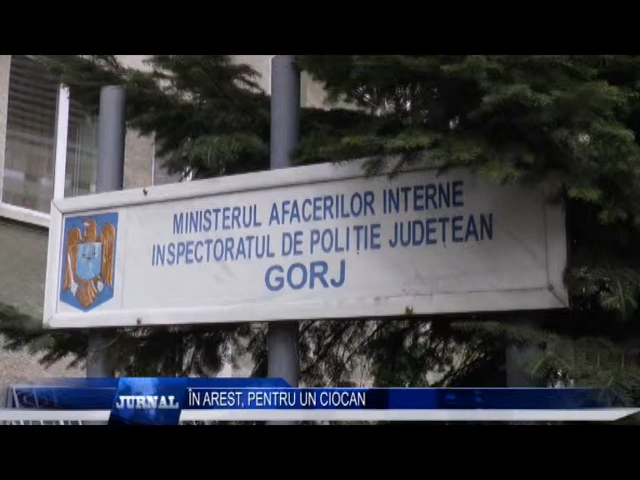 MINISTERUL AFACERILOR INTERNE
INSPECTORATUL DE POLIȚIE JUDEȚEAN
GORJ
JURNAL
ÎN AREST, PENTRU UN CIOCAN